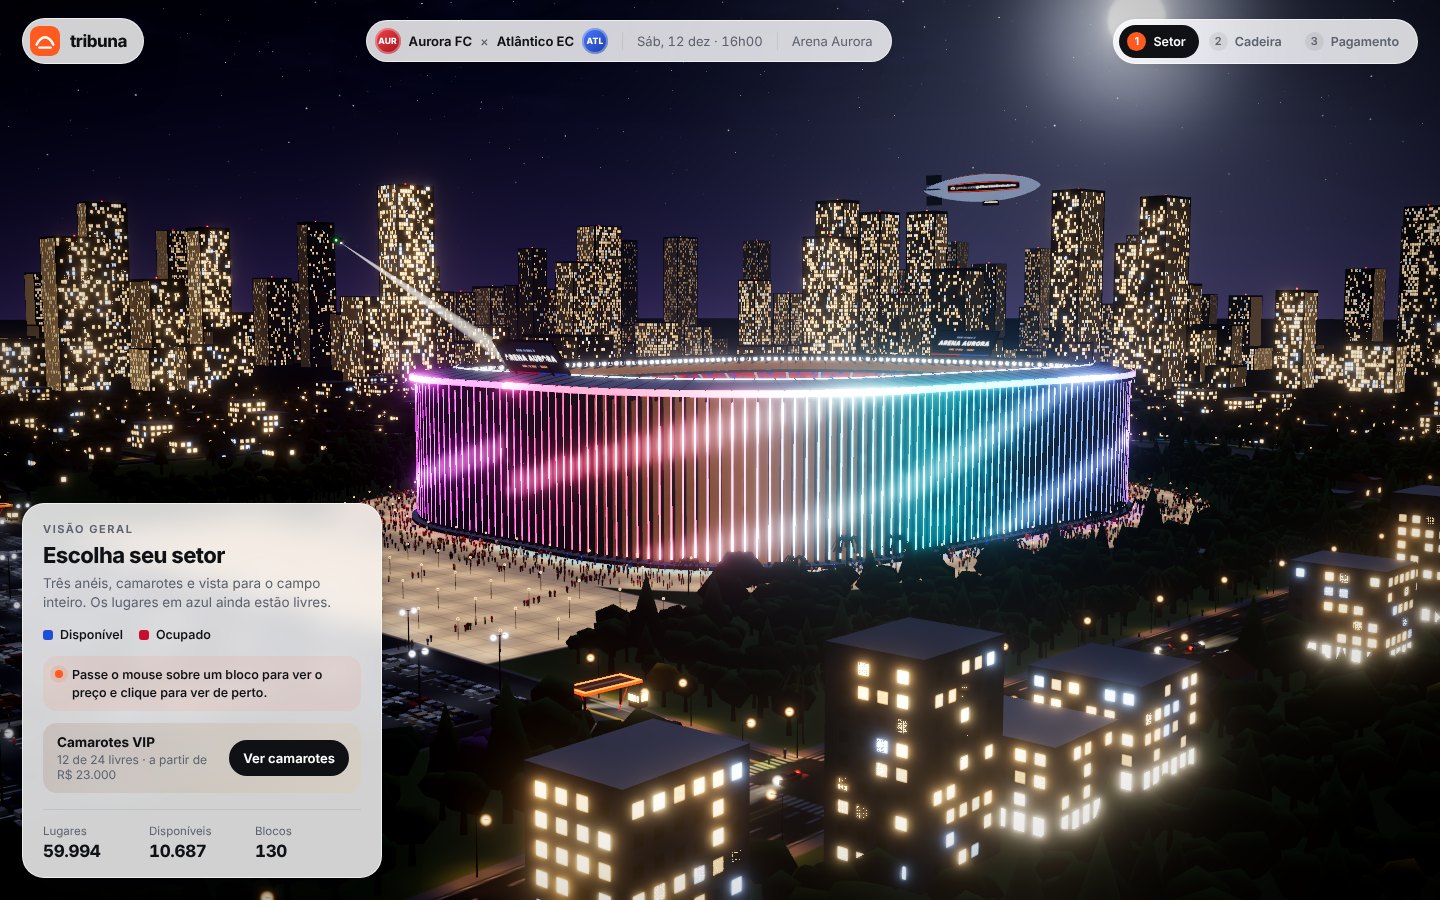 tribuna
AUR Aurora FC × Atlântico EC ATL Sáb, 12 dez · 16h00 Arena Aurora
1 Setor 2 Cadeira 3 Pagamento
ARENA AURORA
ARENA AURORA
VISÃO GERAL
Escolha seu setor
Três anéis, camarotes e vista para o campo
inteiro. Os lugares em azul ainda estão livres.
Disponível Ocupado
Passe o mouse sobre um bloco para ver o
preço e clique para ver de perto.
Camarotes VIP
12 de 24 livres · a partir de
R$ 23.000
Ver camarotes
Lugares Disponíveis Blocos
59.994 10.687 130